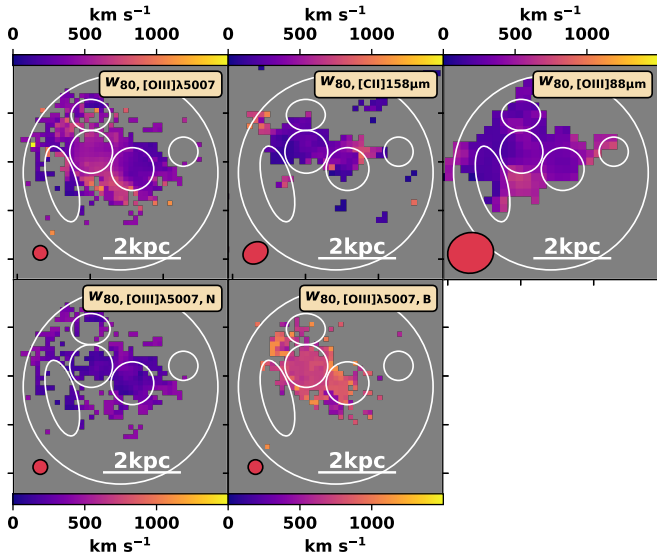 km s⁻¹ km s⁻¹ km s⁻¹
0 500 1000 0 500 1000 0 500 1000
w₈₀, [OIII]λ5007 w₈₀, [CII]158μm w₈₀, [OIII]88μm
2kpc 2kpc 2kpc
w₈₀, [OIII]λ5007, N w₈₀, [OIII]λ5007, B
2kpc 2kpc
0 500 1000 0 500 1000
km s⁻¹ km s⁻¹